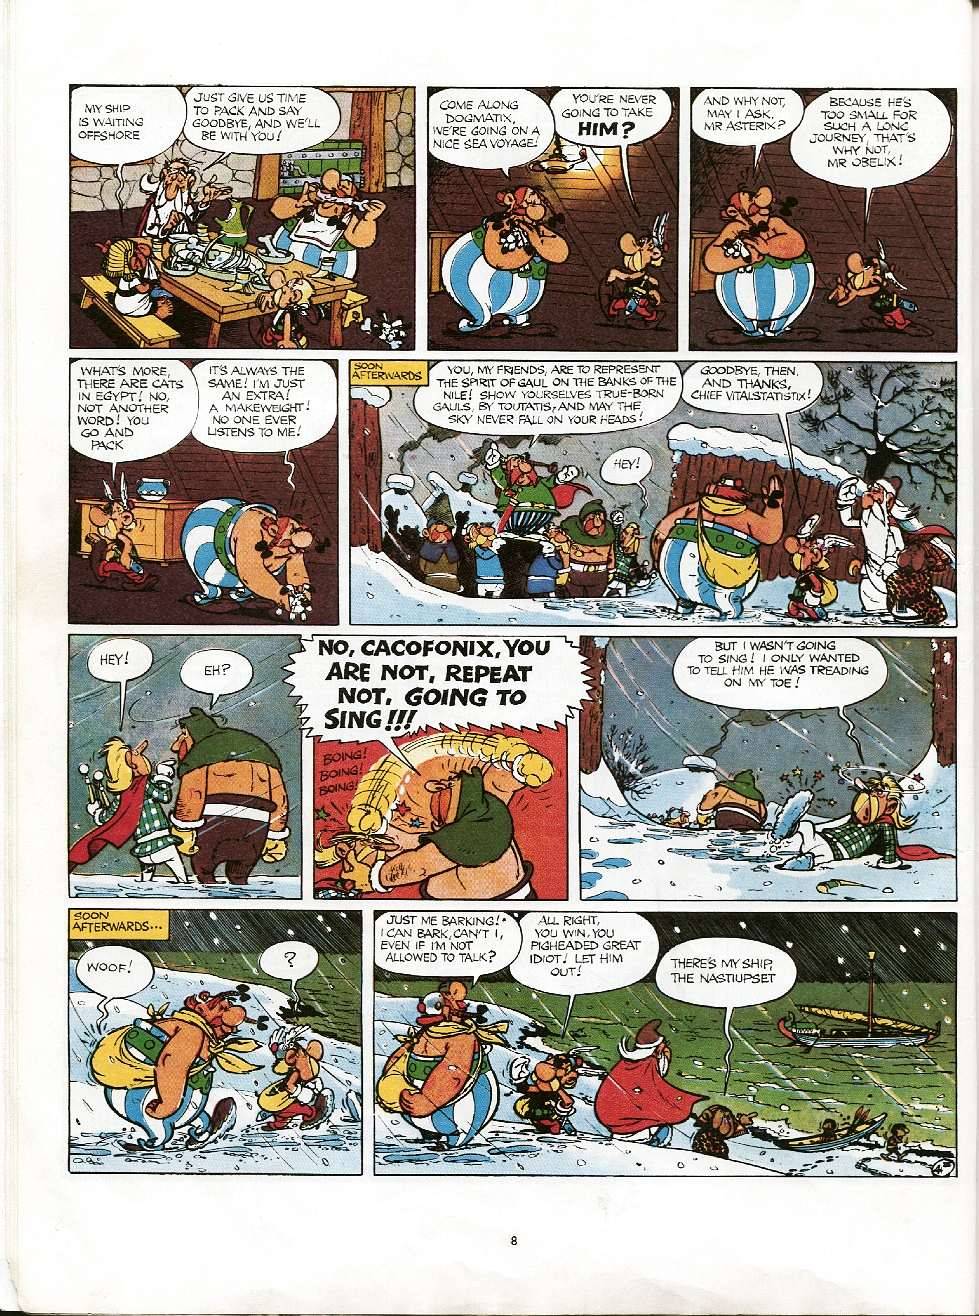 MY SHIP
IS WAITING
OFFSHORE
JUST GIVE US TIME
TO PACK AND SAY
GOODBYE, AND WE'LL
BE WITH YOU!
COME ALONG
DOGMATIX,
WE'RE GOING ON A
NICE SEA VOYAGE!
YOU'RE NEVER
GOING TO TAKE
HIM?
AND WHY NOT,
MAY I ASK,
MR ASTERIX?
BECAUSE HE'S
TOO SMALL FOR
SUCH A LONG
JOURNEY, THAT'S
WHY NOT,
MR OBELIX!
WHAT'S MORE,
THERE ARE CATS
IN EGYPT! NO,
NOT ANOTHER
WORD! YOU
GO AND
PACK
IT'S ALWAYS THE
SAME! I'M JUST
AN EXTRA!
A MAKEWEIGHT!
NO ONE EVER
LISTENS TO ME!
SOON
AFTERWARDS
YOU, MY FRIENDS, ARE TO REPRESENT
THE SPIRIT OF GAUL ON THE BANKS OF THE
NILE! SHOW YOURSELVES TRUE-BORN
GAULS, BY TOUTATIS, AND MAY THE
SKY NEVER FALL ON YOUR HEADS!
HEY!
GOODBYE, THEN,
AND THANKS,
CHIEF VITALSTATISTIX!
HEY!
EH?
NO, CACOFONIX, YOU
ARE NOT, REPEAT
NOT, GOING TO
SING!!!
BOING!
BOING!
BOING!
BUT I WASN'T GOING
TO SING! I ONLY WANTED
TO TELL HIM HE WAS TREADING
ON MY TOE!
SOON
AFTERWARDS...
WOOF!
?
JUST ME BARKING!
I CAN BARK, CAN'T I,
EVEN IF I'M NOT
ALLOWED TO TALK?
ALL RIGHT,
YOU WIN, YOU
PIGHEADED GREAT
IDIOT! LET HIM
OUT!
THERE'S MY SHIP,
THE NASTIUPSET
4
8